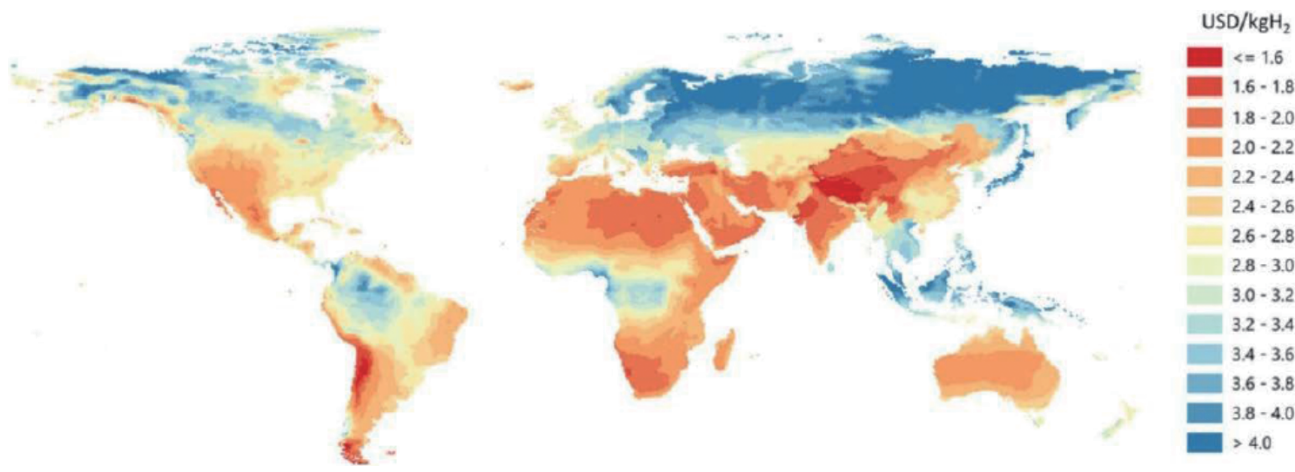 USD/kgH₂
<= 1.6
1.6 - 1.8
1.8 - 2.0
2.0 - 2.2
2.2 - 2.4
2.4 - 2.6
2.6 - 2.8
2.8 - 3.0
3.0 - 3.2
3.2 - 3.4
3.4 - 3.6
3.6 - 3.8
3.8 - 4.0
> 4.0